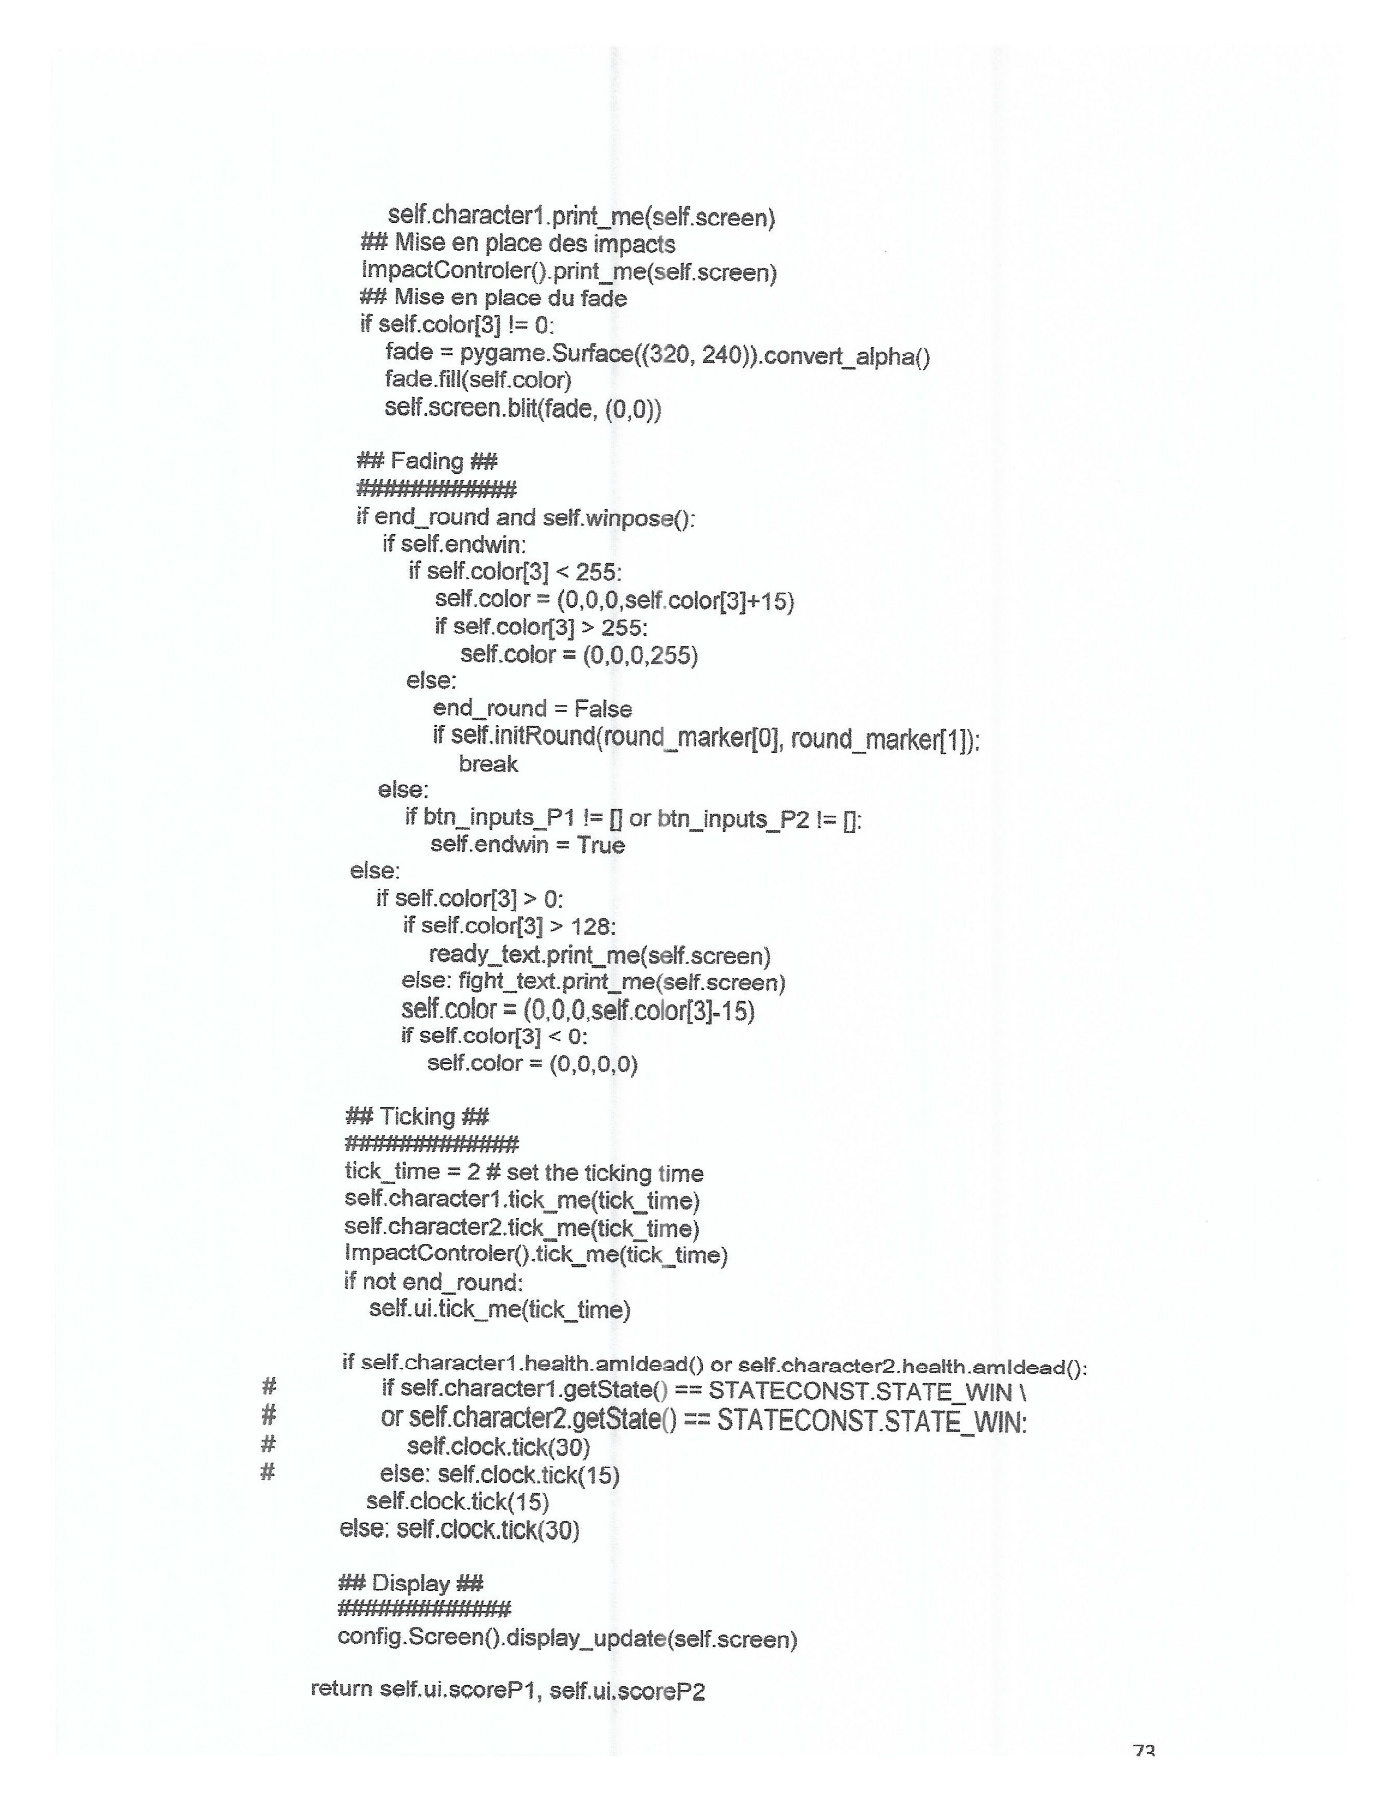 self.character1.print_me(self.screen)
## Mise en place des impacts
ImpactControler().print_me(self.screen)
## Mise en place du fade
if self.color[3] != 0:
fade = pygame.Surface((320, 240)).convert_alpha()
fade.fill(self.color)
self.screen.blit(fade, (0,0))
## Fading ##
############
if end_round and self.winpose():
if self.endwin:
if self.color[3] < 255:
self.color = (0,0,0,self.color[3]+15)
if self.color[3] > 255:
self.color = (0,0,0,255)
else:
end_round = False
if self.initRound(round_marker[0], round_marker[1]):
break
else:
if btn_inputs_P1 != [] or btn_inputs_P2 != []:
self.endwin = True
else:
if self.color[3] > 0:
if self.color[3] > 128:
ready_text.print_me(self.screen)
else: fight_text.print_me(self.screen)
self.color = (0,0,0,self.color[3]-15)
if self.color[3] < 0:
self.color = (0,0,0,0)
## Ticking ##
#############
tick_time = 2 # set the ticking time
self.character1.tick_me(tick_time)
self.character2.tick_me(tick_time)
ImpactControler().tick_me(tick_time)
if not end_round:
self.ui.tick_me(tick_time)
if self.character1.health.amIdead() or self.character2.health.amIdead():
# if self.character1.getState() == STATECONST.STATE_WIN \
# or self.character2.getState() == STATECONST.STATE_WIN:
# self.clock.tick(30)
# else: self.clock.tick(15)
self.clock.tick(15)
else: self.clock.tick(30)
## Display ##
#############
config.Screen().display_update(self.screen)
return self.ui.scoreP1, self.ui.scoreP2
73